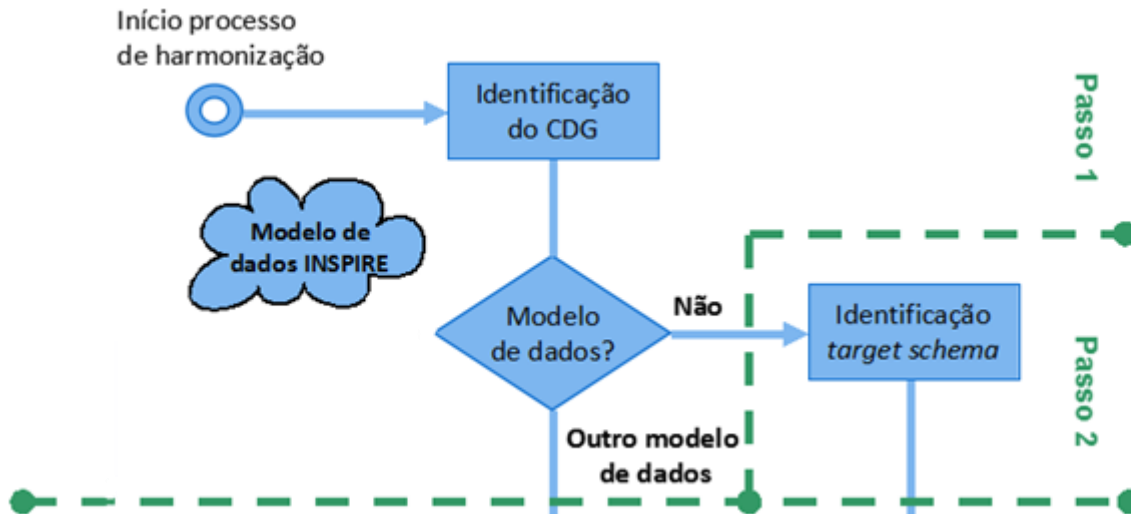 Início processo
de harmonização
Identificação
do CDG
Passo 1
Modelo de
dados INSPIRE
Modelo
de dados?
Não
Identificação
target schema
Passo 2
Outro modelo
de dados